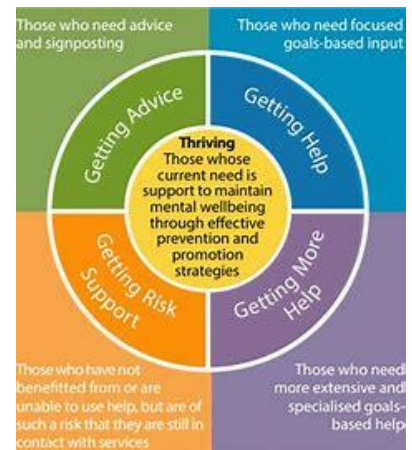 Those who need advice
and signposting
Those who need focused
goals-based input
Getting Advice
Getting Help
Thriving
Those whose
current need is
support to maintain
mental wellbeing
through effective
prevention and
promotion
strategies
Getting Risk
Support
Getting More
Help
Those who have not
benefitted from or are
unable to use help, but are of
such a risk that they are still in
contact with services
Those who need
more extensive and
specialised goals-
based help